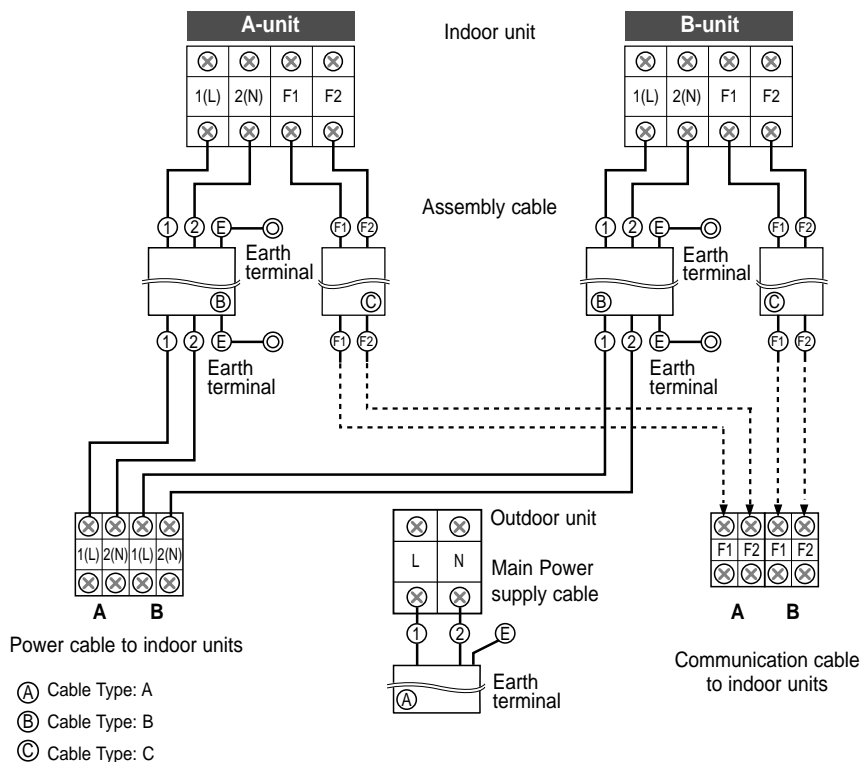 A-unit
Indoor unit
B-unit
1(L) 2(N) F1 F2
1(L) 2(N) F1 F2
Assembly cable
1 2 E F1 F2
1 2 E F1 F2
Earth
terminal
Earth
terminal
B C
B C
1 2 E F1 F2
1 2 E F1 F2
Earth
terminal
Earth
terminal
Outdoor unit
1(L) 2(N) 1(L) 2(N)
L N
F1 F2 F1 F2
Main Power
supply cable
A B
A B
Power cable to indoor units
1 2 E
Communication cable
to indoor units
Earth
terminal
A
A Cable Type: A
B Cable Type: B
C Cable Type: C